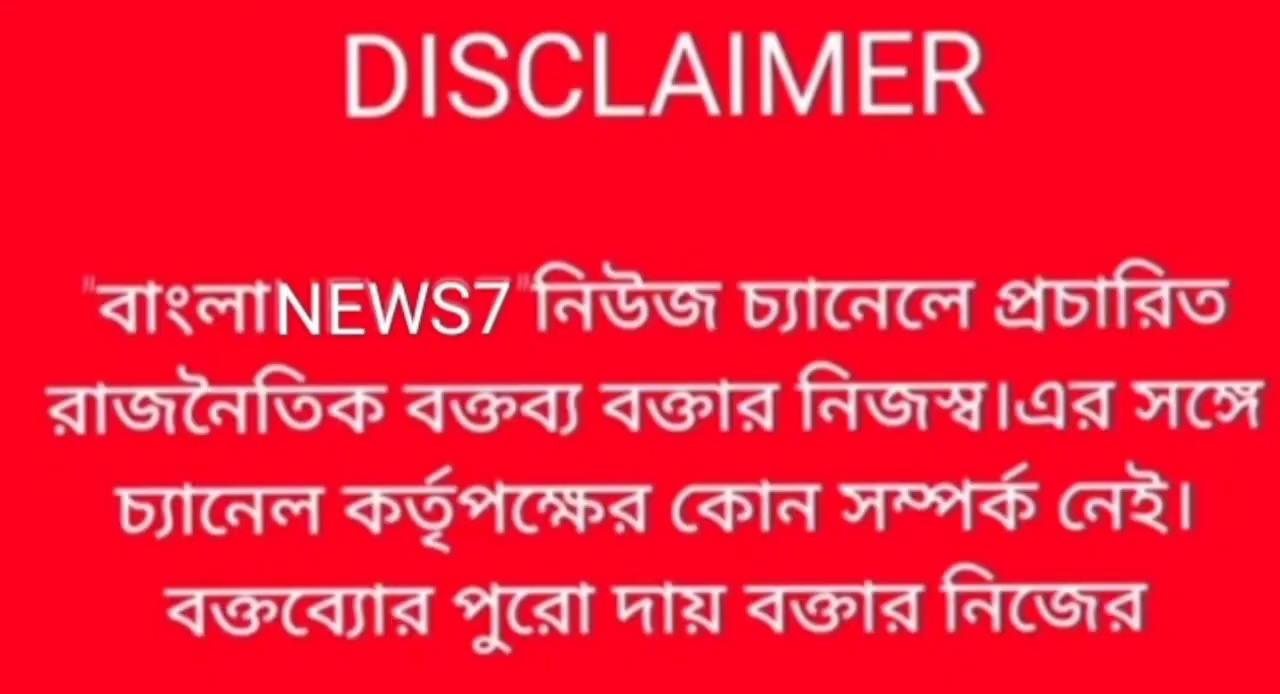 DISCLAIMER
"বাংলাNEWS7"নিউজ চ্যানেলে প্রচারিত
রাজনৈতিক বক্তব্য বক্তার নিজস্ব।এর সঙ্গে
চ্যানেল কর্তৃপক্ষের কোন সম্পর্ক নেই।
বক্তব্যোর পুরো দায় বক্তার নিজের